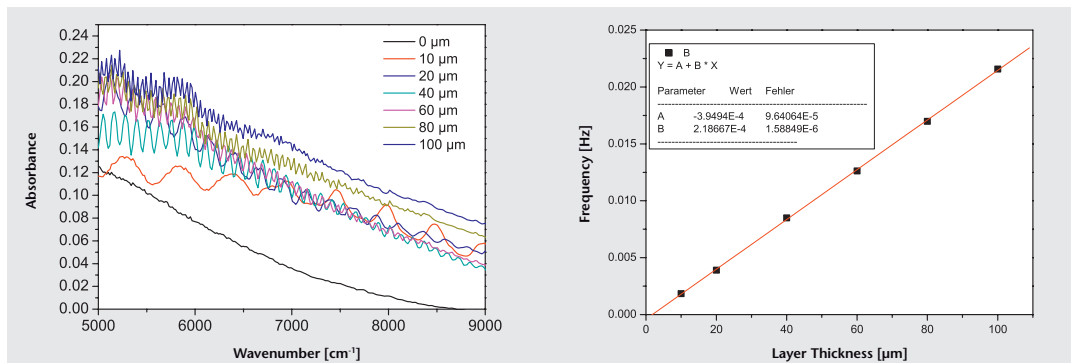 0.24
0.22
0.20
0.18
0.16
0.14
0.12
0.10
0.08
0.06
0.04
0.02
0.00
Absorbance
5000 6000 7000 8000 9000
Wavenumber [cm-1]
0 µm
10 µm
20 µm
40 µm
60 µm
80 µm
100 µm
0.025
0.020
0.015
0.010
0.005
0.000
Frequency [Hz]
0 20 40 60 80 100
Layer Thickness [µm]
B
Y = A + B * X
Parameter Wert Fehler
A -3.9494E-4 9.64064E-5
B 2.18667E-4 1.58849E-6